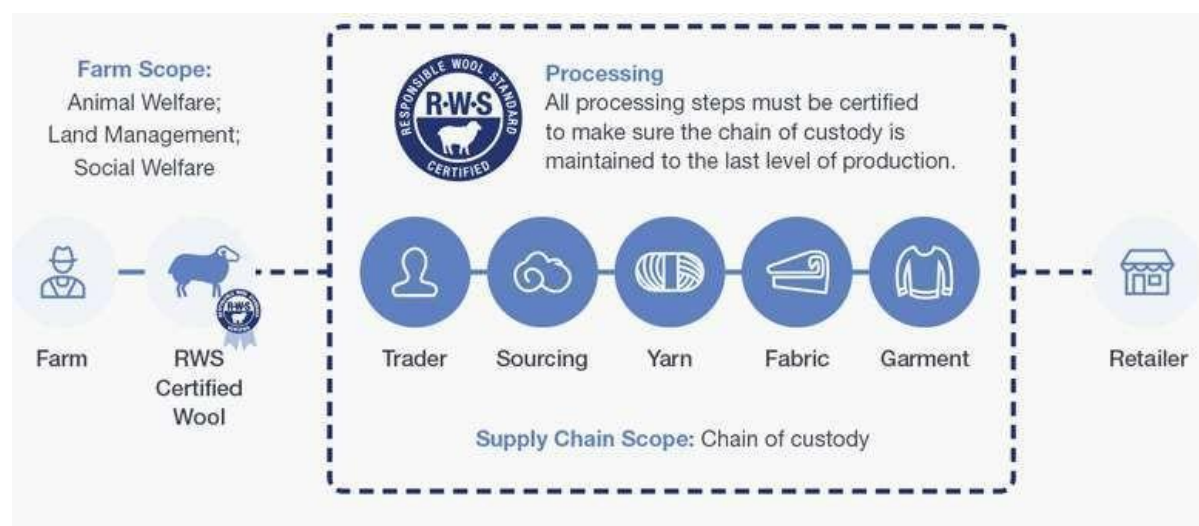 Farm Scope:
Animal Welfare;
Land Management;
Social Welfare
RESPONSIBLE WOOL STANDARD
R·W·S
CERTIFIED
Processing
All processing steps must be certified
to make sure the chain of custody is
maintained to the last level of production.
R·W·S
Farm
RWS
Certified
Wool
Trader
Sourcing
Yarn
Fabric
Garment
Retailer
Supply Chain Scope: Chain of custody